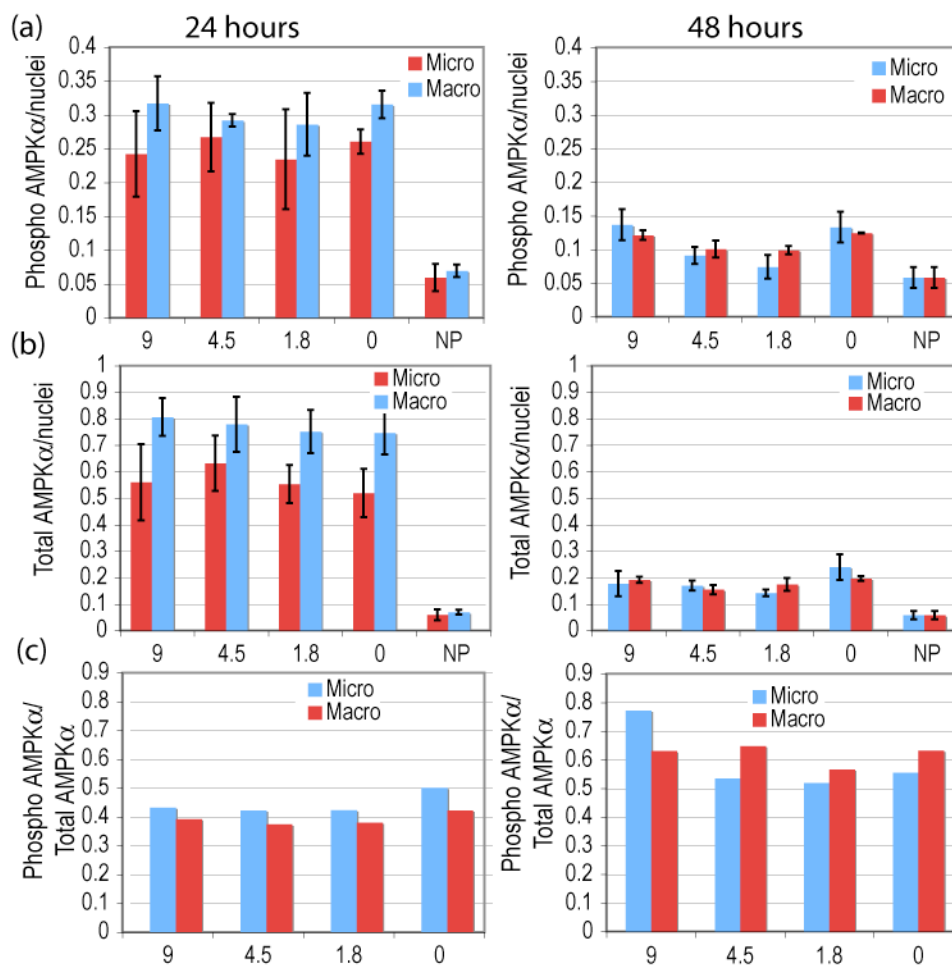 (a)
24 hours
48 hours
Phospho AMPKα/nuclei
0.4
0.35
0.3
0.25
0.2
0.15
0.1
0.05
0
Micro
Macro
9
4.5
1.8
0
NP
Phospho AMPKα/nuclei
0.4
0.35
0.3
0.25
0.2
0.15
0.1
0.05
0
Micro
Macro
9
4.5
1.8
0
NP
(b)
Total AMPKα/nuclei
1
0.9
0.8
0.7
0.6
0.5
0.4
0.3
0.2
0.1
0
Micro
Macro
9
4.5
1.8
0
NP
Total AMPKα/nuclei
1
0.9
0.8
0.7
0.6
0.5
0.4
0.3
0.2
0.1
0
Micro
Macro
9
4.5
1.8
0
NP
(c)
Phospho AMPKα/
Total AMPKα
0.9
0.8
0.7
0.6
0.5
0.4
0.3
0.2
0.1
0
Micro
Macro
9
4.5
1.8
0
Phospho AMPKα/
Total AMPKα
0.9
0.8
0.7
0.6
0.5
0.4
0.3
0.2
0.1
0
Micro
Macro
9
4.5
1.8
0